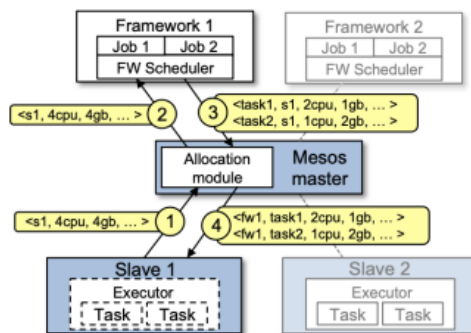 Framework 1
Job 1 Job 2
FW Scheduler
Framework 2
Job 1 Job 2
FW Scheduler
<s1, 4cpu, 4gb, ... >
2
3
<task1, s1, 2cpu, 1gb, ... >
<task2, s1, 1cpu, 2gb, ... >
Allocation
module
Mesos
master
<s1, 4cpu, 4gb, ... >
1
4
<fw1, task1, 2cpu, 1gb, ... >
<fw1, task2, 1cpu, 2gb, ... >
Slave 1
Executor
Task Task
Slave 2
Executor
Task Task